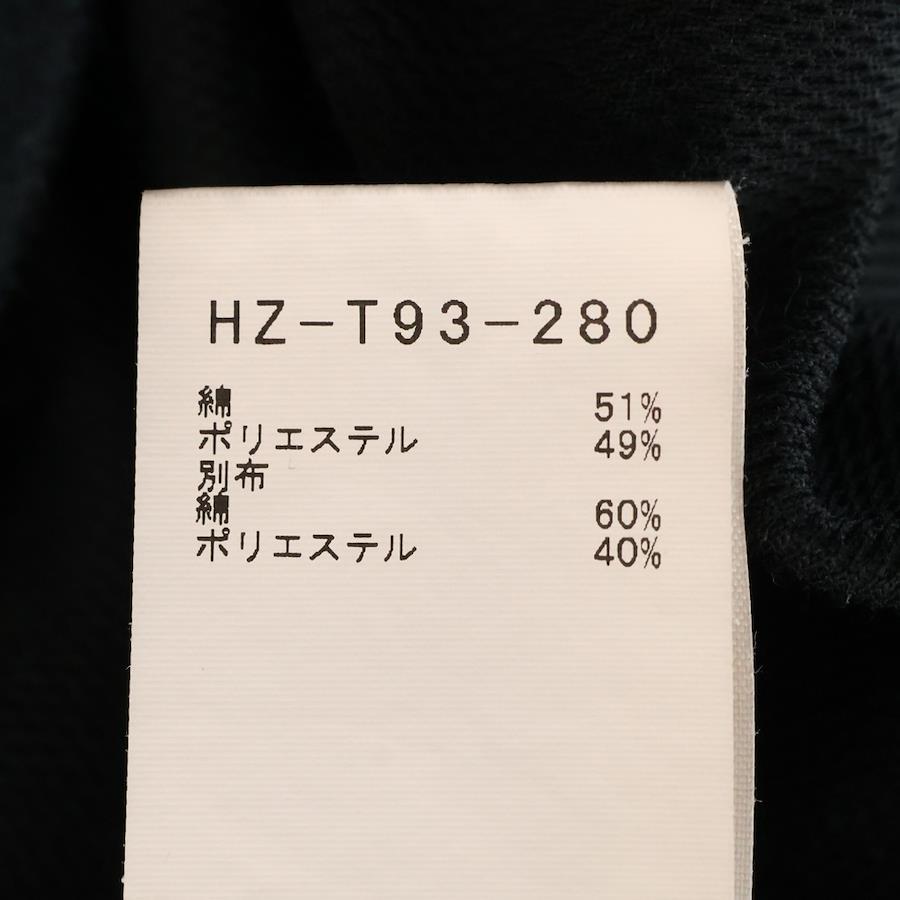 HZ-T93-280
綿 51%
ポリエステル 49%
別布
綿 60%
ポリエステル 40%